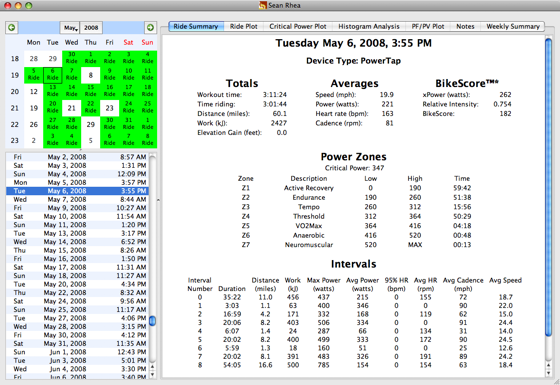 Sean Rhea
Ride Summary Ride Plot Critical Power Plot Histogram Analysis PF/PV Plot Notes Weekly Summary
May 2008
Mon Tue Wed Thu Fri Sat Sun
18 28 29 30 Ride 1 Ride 2 Ride 3 Ride 4 Ride
19 5 Ride 6 Ride 7 Ride 8 9 Ride 10 Ride 11 Ride
20 12 13 Ride 14 Ride 15 Ride 16 Ride 17 Ride 18 Ride
21 19 20 Ride 21 22 Ride 23 24 Ride 25 Ride
22 26 27 Ride 28 Ride 29 30 Ride 31 Ride 1 Ride
23 2 3 Ride 4 Ride 5 6 Ride 7 Ride 8 Ride
Fri May 2, 2008 8:57 AM
Sat May 3, 2008 1:31 PM
Sun May 4, 2008 12:09 PM
Mon May 5, 2008 3:57 PM
Tue May 6, 2008 3:55 PM
Wed May 7, 2008 8:44 AM
Fri May 9, 2008 10:27 AM
Sat May 10, 2008 11:54 AM
Sun May 11, 2008 1:20 PM
Tue May 13, 2008 3:17 PM
Wed May 14, 2008 6:52 PM
Thu May 15, 2008 8:26 AM
Fri May 16, 2008 1:50 PM
Sat May 17, 2008 11:31 AM
Sun May 18, 2008 11:27 AM
Tue May 20, 2008 4:34 PM
Thu May 22, 2008 8:32 AM
Sat May 24, 2008 9:56 AM
Sun May 25, 2008 11:27 AM
Tue May 27, 2008 4:06 PM
Wed May 28, 2008 3:15 PM
Fri May 30, 2008 4:12 PM
Sat May 31, 2008 11:35 AM
Sun Jun 1, 2008 12:43 PM
Tue Jun 3, 2008 5:01 PM
Wed Jun 4, 2008 3:30 PM
Fri Jun 6, 2008 3:40 PM
Tuesday May 6, 2008, 3:55 PM
Device Type: PowerTap
Totals
Workout time: 3:11:24
Time riding: 3:01:44
Distance (miles): 60.1
Work (kJ): 2427
Elevation Gain (feet): 0.0
Averages
Speed (mph): 19.9
Power (watts): 221
Heart rate (bpm): 163
Cadence (rpm): 81
BikeScore™*
xPower (watts): 262
Relative Intensity: 0.754
BikeScore: 182
Power Zones
Critical Power: 347
Zone Description Low High Time
Z1 Active Recovery 0 190 59:42
Z2 Endurance 190 260 51:38
Z3 Tempo 260 312 15:56
Z4 Threshold 312 364 50:29
Z5 VO2Max 364 416 04:18
Z6 Anaerobic 416 520 00:48
Z7 Neuromuscular 520 MAX 00:13
Intervals
Interval Distance Work Max Power Avg Power 95% HR Avg HR Avg Cadence Avg Speed
Number Duration (miles) (kJ) (watts) (watts) (bpm) (bpm) (rpm) (mph)
0 35:22 11.0 456 437 215 0 155 72 18.7
1 3:03 1.1 63 400 346 0 0 90 22.0
2 16:59 4.2 171 332 168 0 119 62 15.0
3 20:06 8.2 403 506 334 0 0 91 24.4
4 6:07 1.4 24 287 66 0 134 31 14.0
5 20:02 8.2 400 499 333 0 172 90 24.5
6 5:59 1.3 18 160 51 0 0 25 12.6
7 20:02 8.1 391 483 326 0 191 89 24.2
8 54:05 16.6 500 785 154 0 154 63 18.4